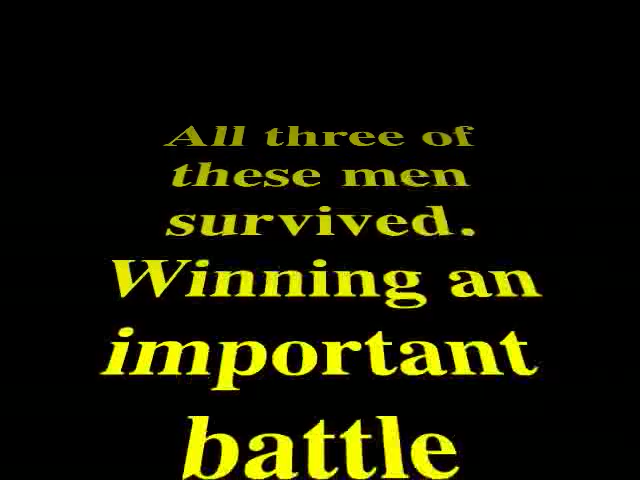 All three of
these men
survived.
Winning an
important
battle